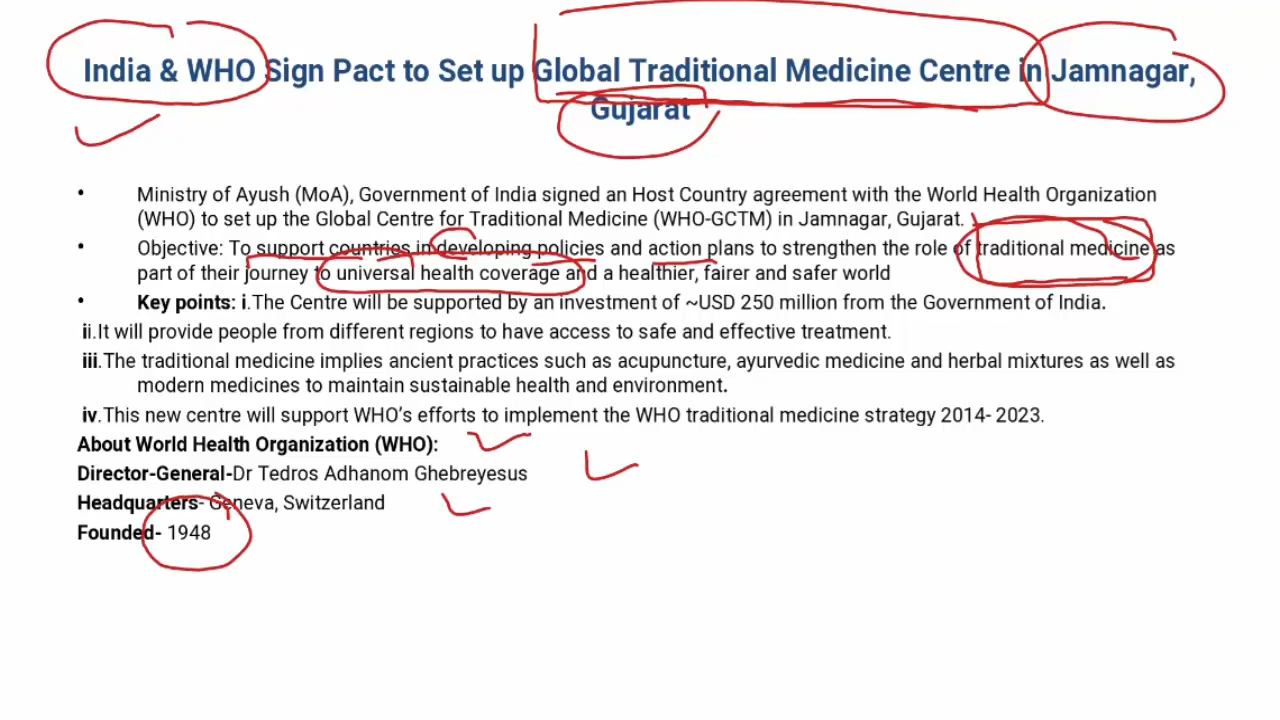 India & WHO Sign Pact to Set up Global Traditional Medicine Centre in Jamnagar,
Gujarat
• Ministry of Ayush (MoA), Government of India signed an Host Country agreement with the World Health Organization
(WHO) to set up the Global Centre for Traditional Medicine (WHO-GCTM) in Jamnagar, Gujarat.
• Objective: To support countries in developing policies and action plans to strengthen the role of traditional medicine as
part of their journey to universal health coverage and a healthier, fairer and safer world
• Key points: i.The Centre will be supported by an investment of ~USD 250 million from the Government of India.
ii.It will provide people from different regions to have access to safe and effective treatment.
iii.The traditional medicine implies ancient practices such as acupuncture, ayurvedic medicine and herbal mixtures as well as
modern medicines to maintain sustainable health and environment.
iv.This new centre will support WHO’s efforts to implement the WHO traditional medicine strategy 2014- 2023.
About World Health Organization (WHO):
Director-General-Dr Tedros Adhanom Ghebreyesus
Headquarters- Geneva, Switzerland
Founded- 1948